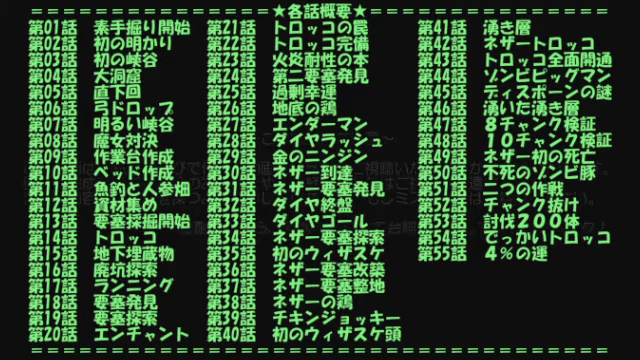 ＝＝＝＝＝＝＝＝＝＝＝＝＝＝＝★各話概要★＝＝＝＝＝＝＝＝＝＝＝＝＝＝＝
第01話 素手掘り開始
第02話 初の明かり
第03話 初の峡谷
第04話 大洞窟
第05話 直下回
第06話 弓ドロップ
第07話 明るい峡谷
第08話 魔女対決
第09話 作業台作成
第10話 ベッド作成
第11話 魚釣と人参畑
第12話 資材集め
第13話 要塞採掘開始
第14話 トロッコ
第15話 地下埋蔵物
第16話 廃坑探索
第17話 ランニング
第18話 要塞発見
第19話 要塞探索
第20話 エンチャント
第21話 トロッコの罠
第22話 トロッコ完備
第23話 火炎耐性の本
第24話 第二要塞発見
第25話 過剰幸運
第26話 地底の鶏
第27話 エンダーマン
第28話 ダイヤラッシュ
第29話 金のニンジン
第30話 ネザー到達
第31話 ネザー要塞発見
第32話 ダイヤ終盤
第33話 ダイヤゴール
第34話 ネザー要塞探索
第35話 初のウィザスケ
第36話 ネザー要塞改築
第37話 ネザー要塞整地
第38話 ネザーの鶏
第39話 チキンジョッキー
第40話 初のウィザスケ頭
第41話 湧き層
第42話 ネザートロッコ
第43話 トロッコ全面開通
第44話 ゾンビピッグマン
第45話 ディスポーンの謎
第46話 湧いた湧き層
第47話 ８チャンク検証
第48話 １０チャンク検証
第49話 ネザー初の死亡
第50話 不死のゾンビ豚
第51話 二つの作戦
第52話 チャンク抜け
第53話 討伐２００体
第54話 でっかいトロッコ
第55話 ４％の運
＝＝＝＝＝＝＝＝＝＝＝＝＝＝＝＝＝＝＝＝＝＝＝＝＝＝＝＝＝＝＝＝＝＝＝＝